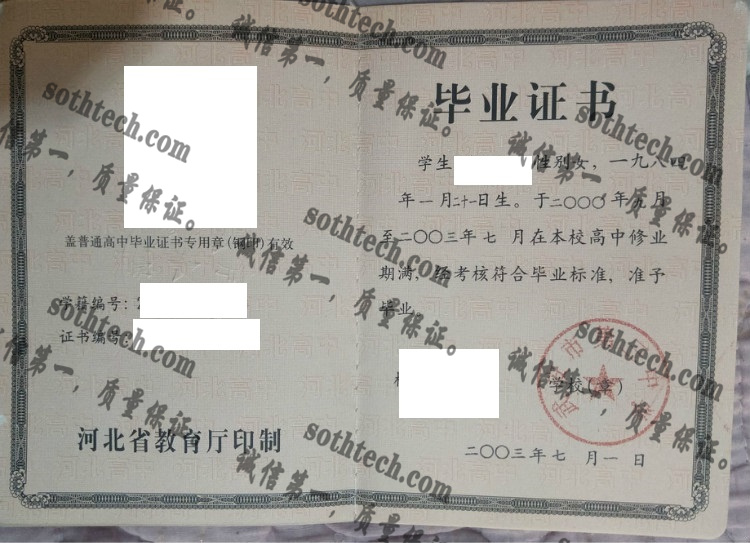 盖普通高中毕业证书专用章(钢印)有效
学籍编号:
证书编号:
河北省教育厅印制
毕业证书
学生 性别女,一九八四
年一月二十一日生。于二〇〇〇年九月
至二〇〇三年七 月在本校高中修业
期满,经考核符合毕业标准,准予
毕业。
学校(章)
二〇〇三年七 月一 日
sothtech.com
诚信第一,质量保证。